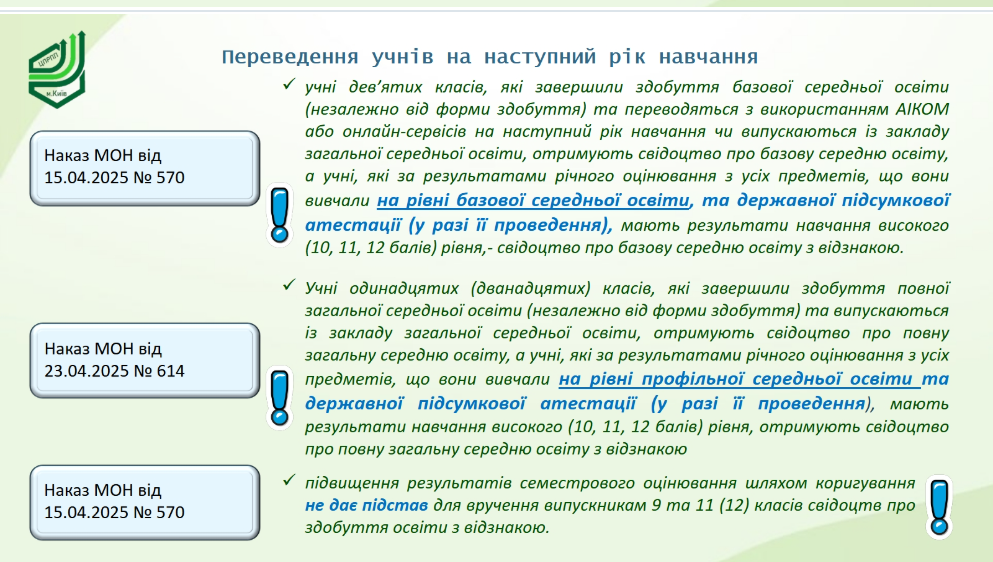 ЦПРПП
м.Київ
Переведення учнів на наступний рік навчання
✓ учні дев’ятих класів, які завершили здобуття базової середньої освіти
(незалежно від форми здобуття) та переводяться з використанням АІКОМ
або онлайн-сервісів на наступний рік навчання чи випускаються із закладу
загальної середньої освіти, отримують свідоцтво про базову середню освіту,
а учні, які за результатами річного оцінювання з усіх предметів, що вони
вивчали на рівні базової середньої освіти, та державної підсумкової
атестації (у разі її проведення), мають результати навчання високого
(10, 11, 12 балів) рівня,- свідоцтво про базову середню освіту з відзнакою.
Наказ МОН від
15.04.2025 № 570
✓ Учні одинадцятих (дванадцятих) класів, які завершили здобуття повної
загальної середньої освіти (незалежно від форми здобуття) та випускаються
із закладу загальної середньої освіти, отримують свідоцтво про повну
загальну середню освіту, а учні, які за результатами річного оцінювання з усіх
предметів, що вони вивчали на рівні профільної середньої освіти та
державної підсумкової атестації (у разі її проведення), мають
результати навчання високого (10, 11, 12 балів) рівня, отримують свідоцтво
про повну загальну середню освіту з відзнакою
Наказ МОН від
23.04.2025 № 614
✓ підвищення результатів семестрового оцінювання шляхом коригування
не дає підстав для вручення випускникам 9 та 11 (12) класів свідоцтв про
здобуття освіти з відзнакою.
Наказ МОН від
15.04.2025 № 570